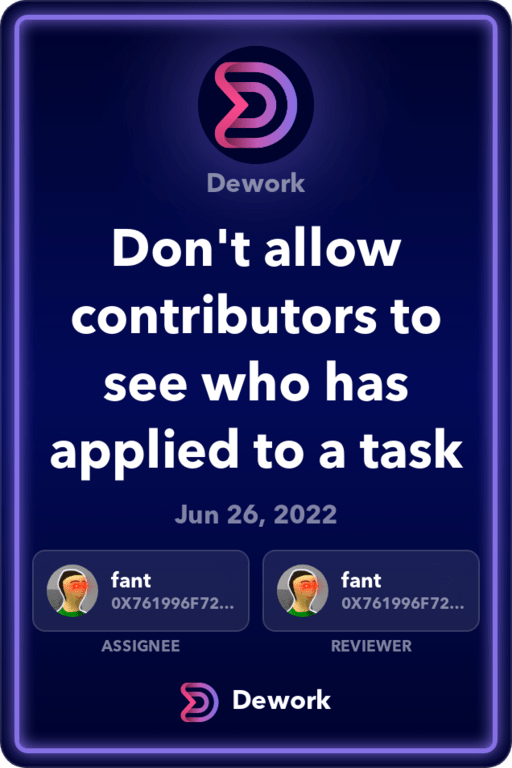 Dework
Don't allow
contributors to
see who has
applied to a task
Jun 26, 2022
fant
0X761996F72...
ASSIGNEE
fant
0X761996F72...
REVIEWER
Dework